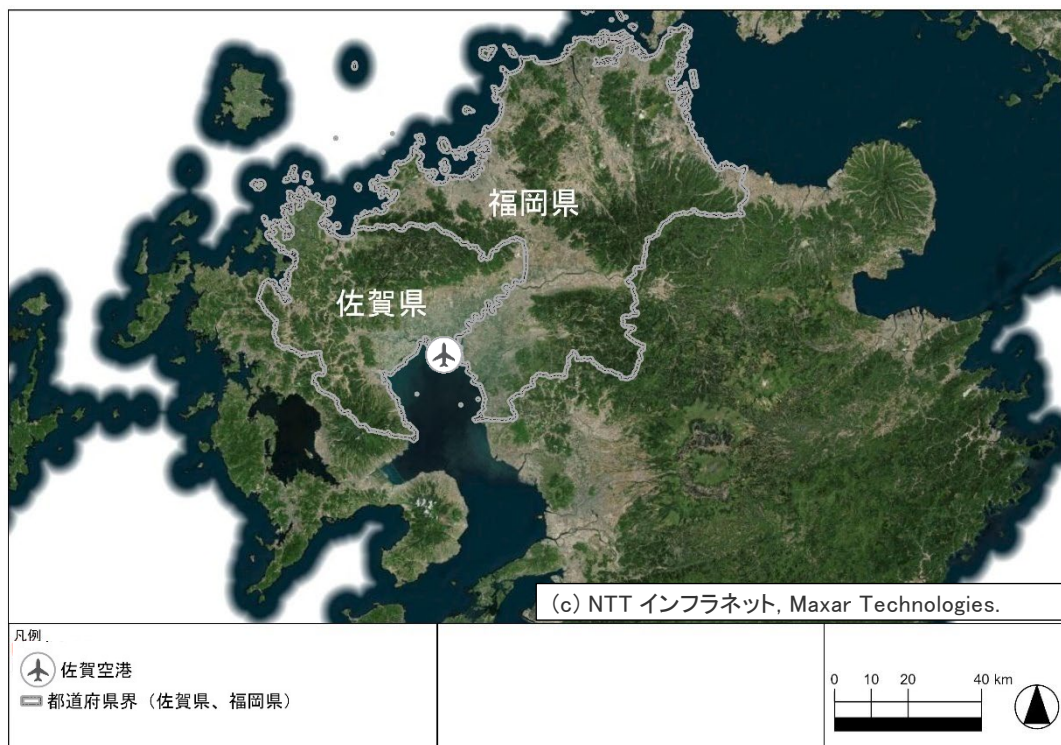 福岡県
佐賀県
(c) NTT インフラネット, Maxar Technologies.
凡例
佐賀空港
都道府県界（佐賀県、福岡県）
0 10 20 40 km